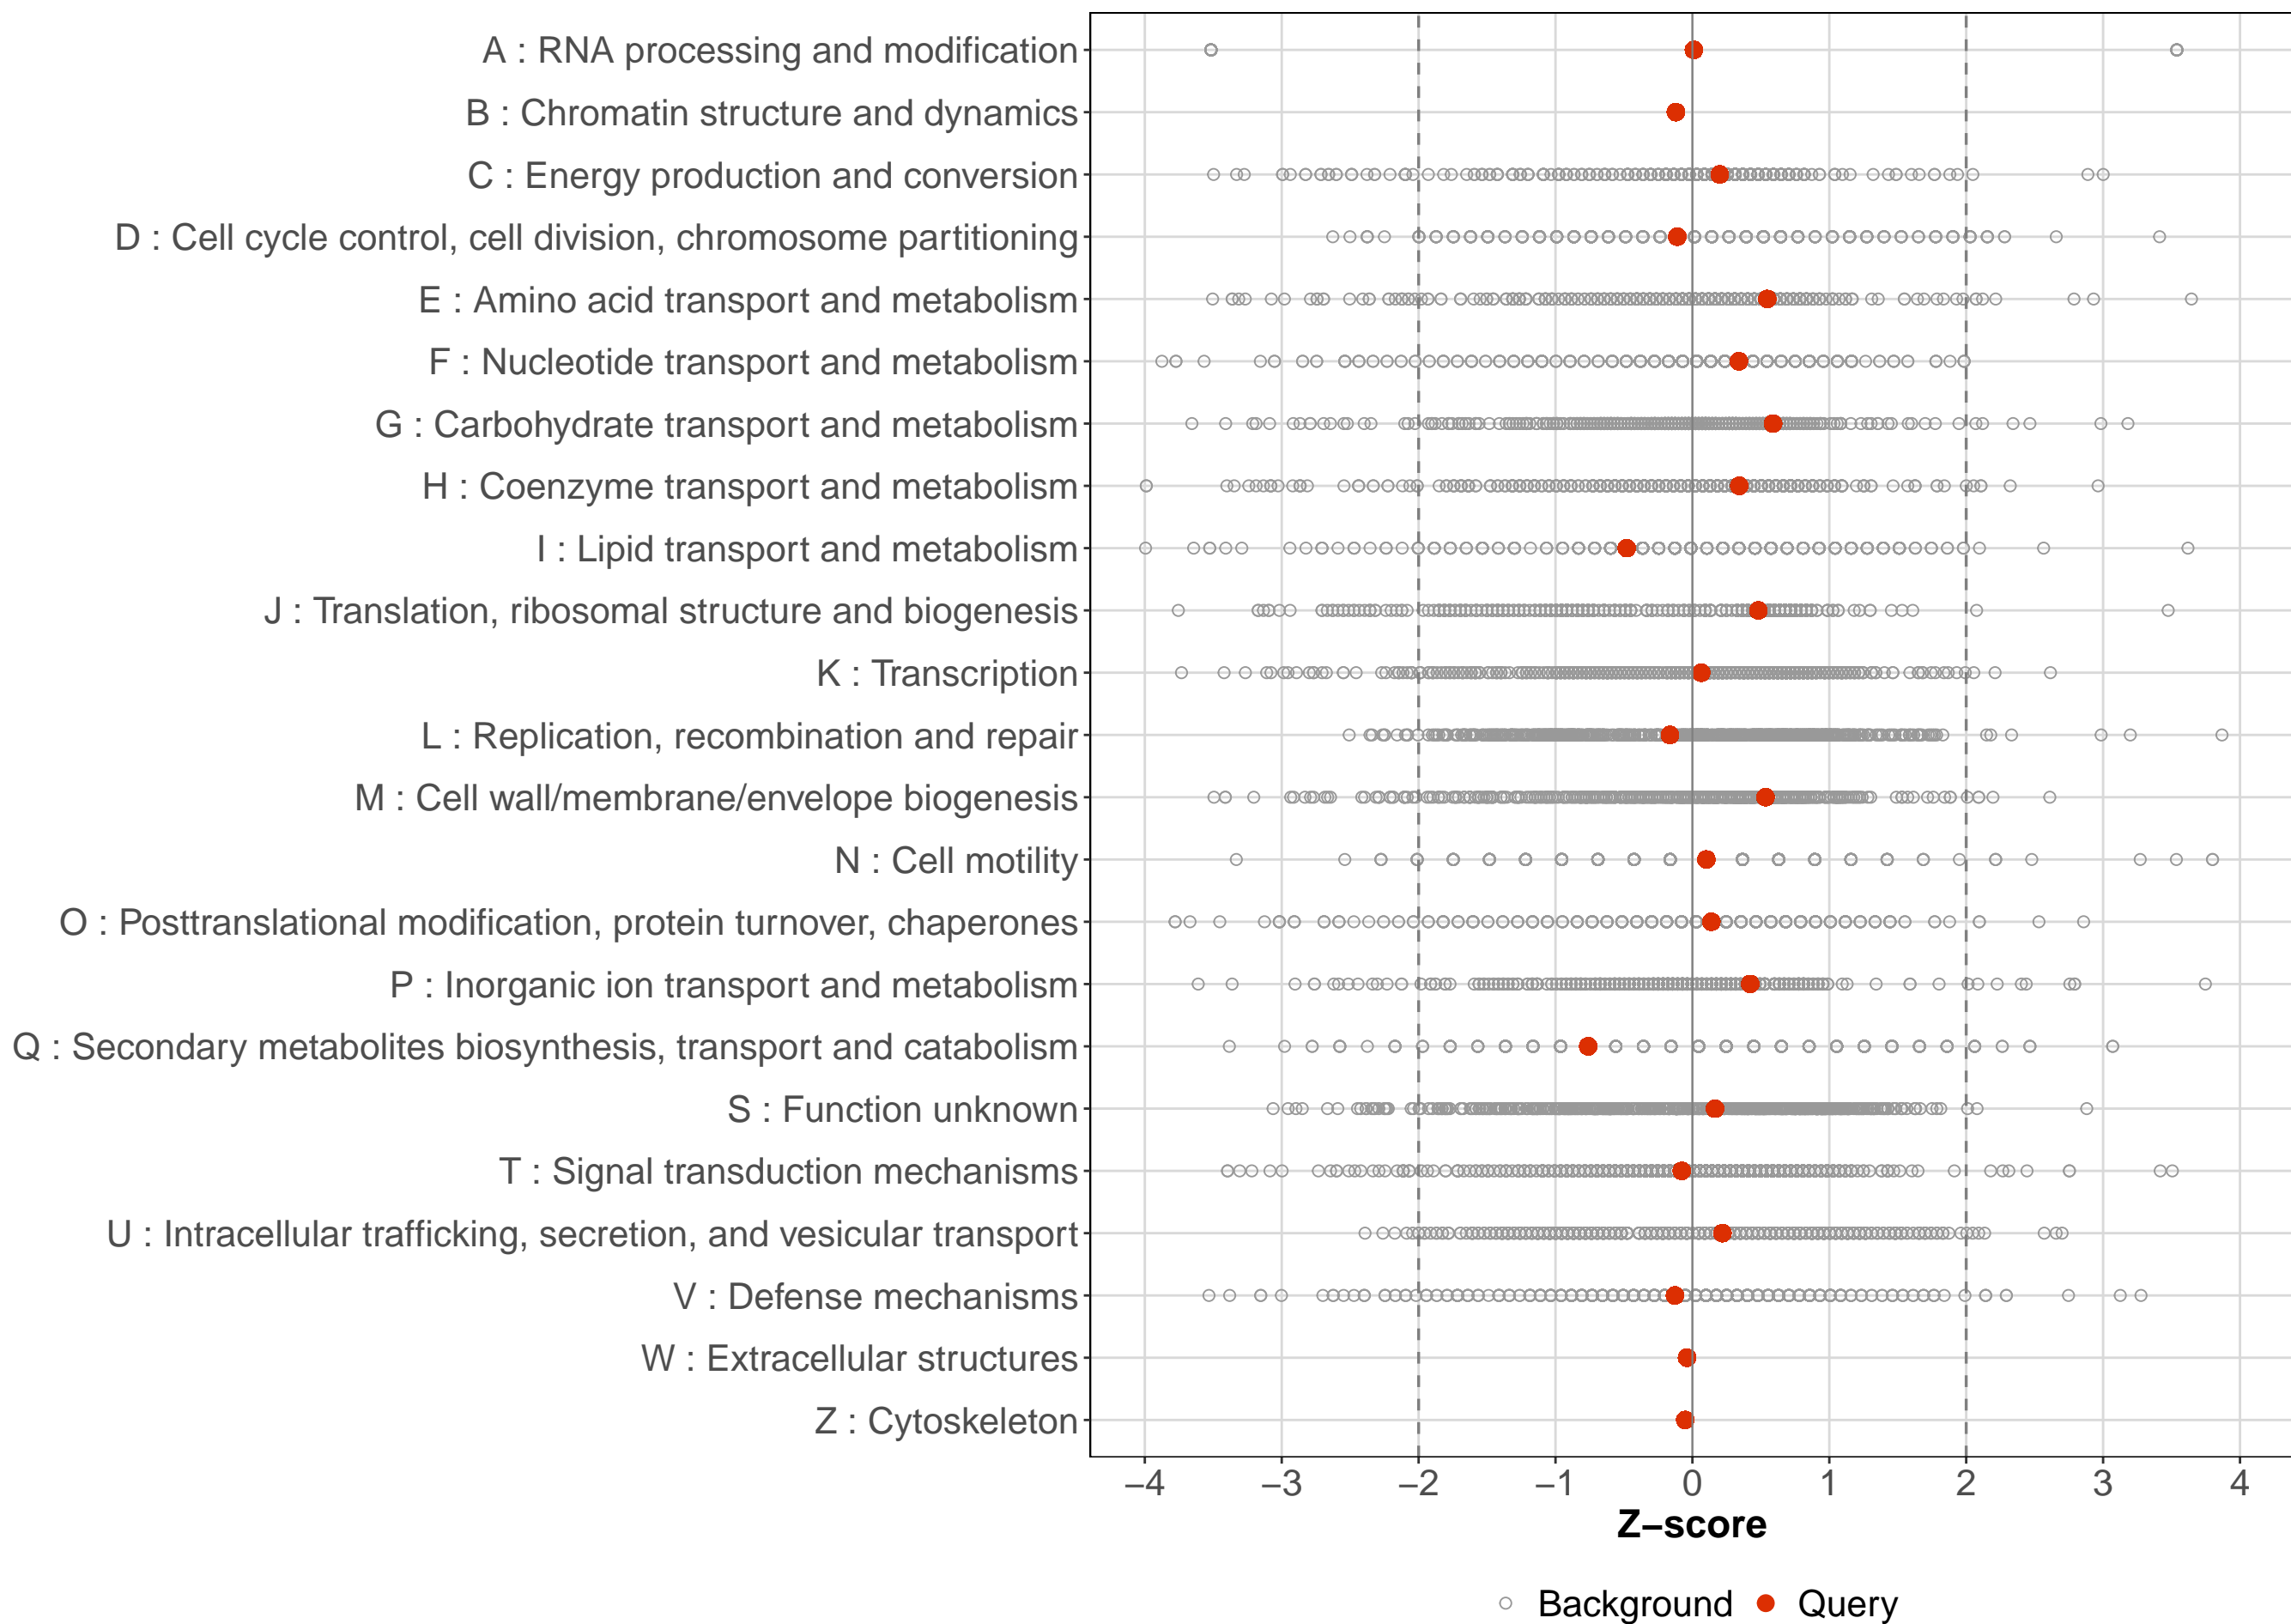 A : RNA processing and modification
B : Chromatin structure and dynamics
C : Energy production and conversion
D : Cell cycle control, cell division, chromosome partitioning
E : Amino acid transport and metabolism
F : Nucleotide transport and metabolism
G : Carbohydrate transport and metabolism
H : Coenzyme transport and metabolism
I : Lipid transport and metabolism
J : Translation, ribosomal structure and biogenesis
K : Transcription
L : Replication, recombination and repair
M : Cell wall/membrane/envelope biogenesis
N : Cell motility
O : Posttranslational modification, protein turnover, chaperones
P : Inorganic ion transport and metabolism
Q : Secondary metabolites biosynthesis, transport and catabolism
S : Function unknown
T : Signal transduction mechanisms
U : Intracellular trafficking, secretion, and vesicular transport
V : Defense mechanisms
W : Extracellular structures
Z : Cytoskeleton
−4 −3 −2 −1 0 1 2 3 4
Z−score
Background Query